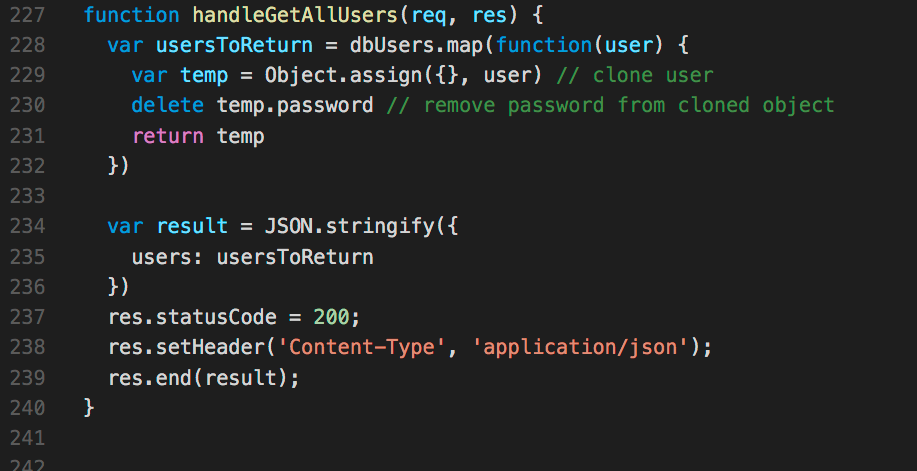 227 function handleGetAllUsers(req, res) {
228 var usersToReturn = dbUsers.map(function(user) {
229 var temp = Object.assign({}, user) // clone user
230 delete temp.password // remove password from cloned object
231 return temp
232 })
233
234 var result = JSON.stringify({
235 users: usersToReturn
236 })
237 res.statusCode = 200;
238 res.setHeader('Content-Type', 'application/json');
239 res.end(result);
240 }
241
242